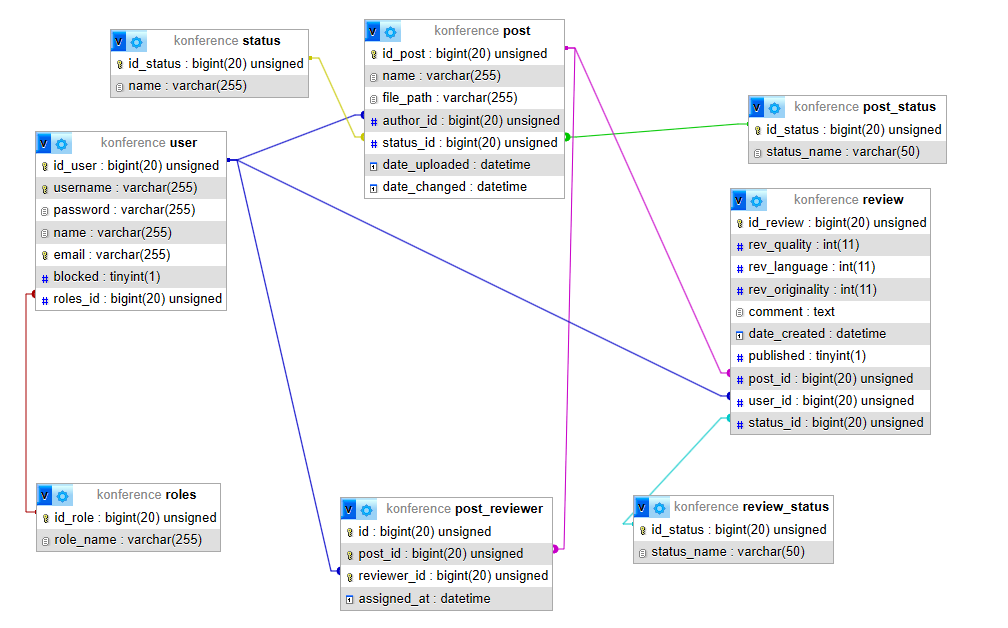 konference status
id_status : bigint(20) unsigned
name : varchar(255)
konference post
id_post : bigint(20) unsigned
name : varchar(255)
file_path : varchar(255)
author_id : bigint(20) unsigned
status_id : bigint(20) unsigned
date_uploaded : datetime
date_changed : datetime
konference post_status
id_status : bigint(20) unsigned
status_name : varchar(50)
konference user
id_user : bigint(20) unsigned
username : varchar(255)
password : varchar(255)
name : varchar(255)
email : varchar(255)
blocked : tinyint(1)
roles_id : bigint(20) unsigned
konference review
id_review : bigint(20) unsigned
rev_quality : int(11)
rev_language : int(11)
rev_originality : int(11)
comment : text
date_created : datetime
published : tinyint(1)
post_id : bigint(20) unsigned
user_id : bigint(20) unsigned
status_id : bigint(20) unsigned
konference roles
id_role : bigint(20) unsigned
role_name : varchar(255)
konference post_reviewer
id : bigint(20) unsigned
post_id : bigint(20) unsigned
reviewer_id : bigint(20) unsigned
assigned_at : datetime
konference review_status
id_status : bigint(20) unsigned
status_name : varchar(50)